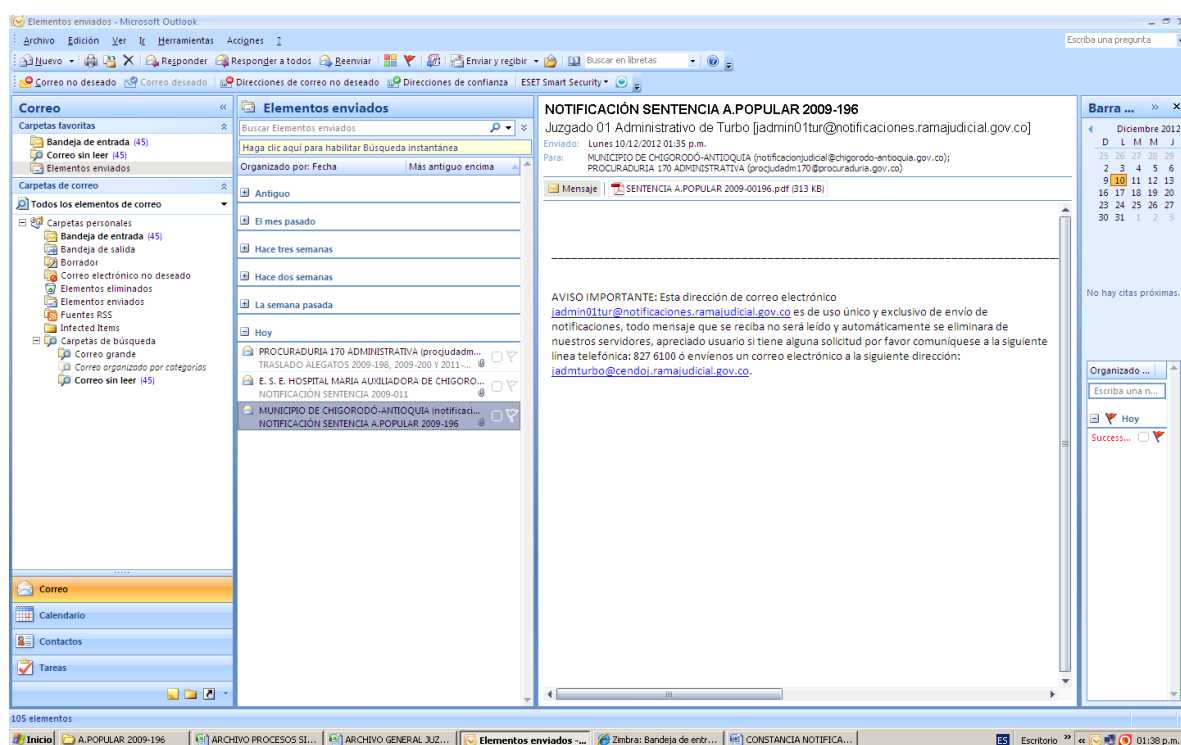 Elementos enviados - Microsoft Outlook
Archivo Edición Ver Ir Herramientas Acciones ?
Escriba una pregunta
Nuevo Responder Responder a todos Reenviar Enviar y recibir Buscar en libretas
Correo no deseado Correo deseado Direcciones de correo no deseado Direcciones de confianza ESET Smart Security
Correo «
Carpetas favoritas
Bandeja de entrada (45)
Correo sin leer (45)
Elementos enviados
Carpetas de correo
Todos los elementos de correo
Carpetas personales
Bandeja de entrada (45)
Bandeja de salida
Borrador
Correo electrónico no deseado
Elementos eliminados
Elementos enviados
Fuentes RSS
Infected Items
Carpetas de búsqueda
Correo grande
Correo organizado por categorías
Correo sin leer (45)
Correo
Calendario
Contactos
Tareas
Elementos enviados
Buscar Elementos enviados
Haga clic aquí para habilitar Búsqueda instantánea
Organizado por: Fecha Más antiguo encima
Antiguo
El mes pasado
Hace tres semanas
Hace dos semanas
La semana pasada
Hoy
PROCURADURIA 170 ADMINISTRATIVA (procjudadm...
TRASLADO ALEGATOS 2009-198, 2009-200 Y 2011-...
E. S. E. HOSPITAL MARIA AUXILIADORA DE CHIGORO...
NOTIFICACIÓN SENTENCIA 2009-011
MUNICIPIO DE CHIGORODÓ-ANTIOQUIA (notificaci...
NOTIFICACIÓN SENTENCIA A.POPULAR 2009-196
NOTIFICACIÓN SENTENCIA A.POPULAR 2009-196
Juzgado 01 Administrativo de Turbo [jadmin01tur@notificaciones.ramajudicial.gov.co]
Enviado: Lunes 10/12/2012 01:35 p.m.
Para: MUNICIPIO DE CHIGORODÓ-ANTIOQUIA (notificacionjudicial@chigorodo-antioquia.gov.co);
PROCURADURIA 170 ADMINISTRATIVA (procjudadm170@procuraduria.gov.co)
Mensaje SENTENCIA A.POPULAR 2009-00196.pdf (313 KB)
AVISO IMPORTANTE: Esta dirección de correo electrónico
jadmin01tur@notificaciones.ramajudicial.gov.co es de uso único y exclusivo de envío de
notificaciones, todo mensaje que se reciba no será leído y automáticamente se eliminara de
nuestros servidores, apreciado usuario si tiene alguna solicitud por favor comuníquese a la siguiente
línea telefónica: 827 6100 ó envíenos un correo electrónico a la siguiente dirección:
jadmturbo@cendoj.ramajudicial.gov.co.
Barra ... » ×
Diciembre 2012
D L M M J
25 26 27 28 29
2 3 4 5 6
9 10 11 12 13
16 17 18 19 20
23 24 25 26 27
30 31 1 2 3
No hay citas próximas.
Organizado ...
Escriba una n...
Hoy
Success...
105 elementos
Inicio A.POPULAR 2009-196 ARCHIVO PROCESOS SI... ARCHIVO GENERAL JUZ... Elementos enviados -... Zimbra: Bandeja de entr... CONSTANCIA NOTIFICA... ES Escritorio » « 01:38 p.m.